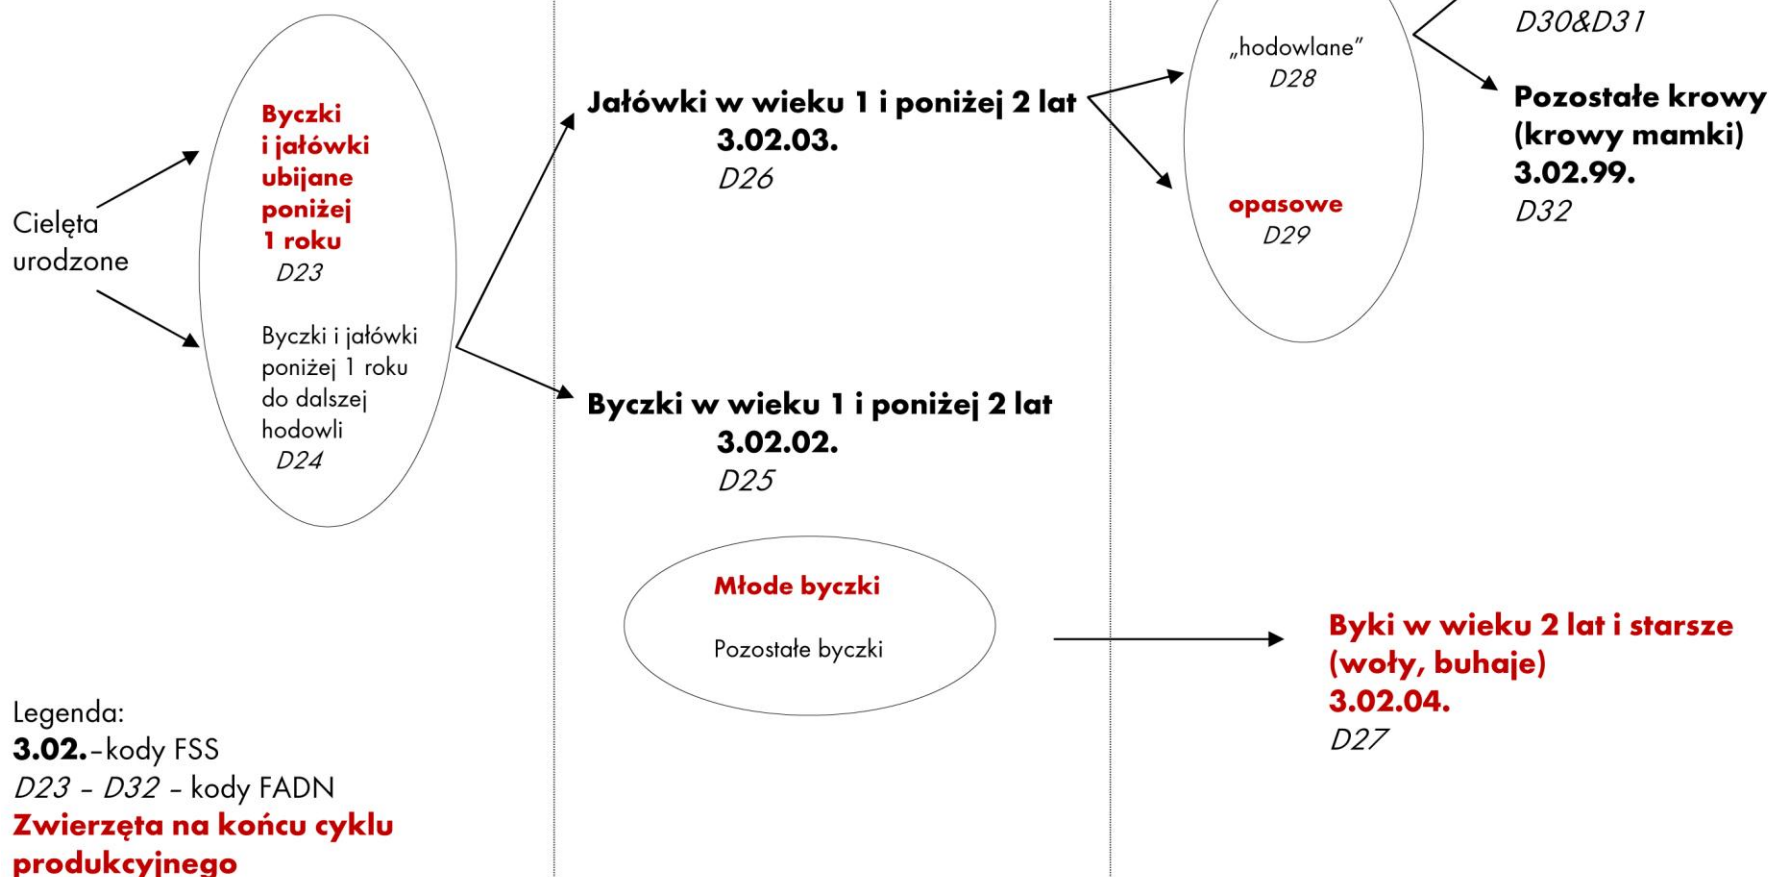 Cielęta
urodzone
Byczki
i jałówki
ubijane
poniżej
1 roku
D23
Byczki i jałówki
poniżej 1 roku
do dalszej
hodowli
D24
Jałówki w wieku 1 i poniżej 2 lat
3.02.03.
D26
Byczki w wieku 1 i poniżej 2 lat
3.02.02.
D25
Młode byczki
Pozostałe byczki
„hodowlane”
D28
opasowe
D29
D30&D31
Pozostałe krowy
(krowy mamki)
3.02.99.
D32
Byki w wieku 2 lat i starsze
(woły, buhaje)
3.02.04.
D27
Legenda:
3.02.–kody FSS
D23 – D32 – kody FADN
Zwierzęta na końcu cyklu
produkcyjnego